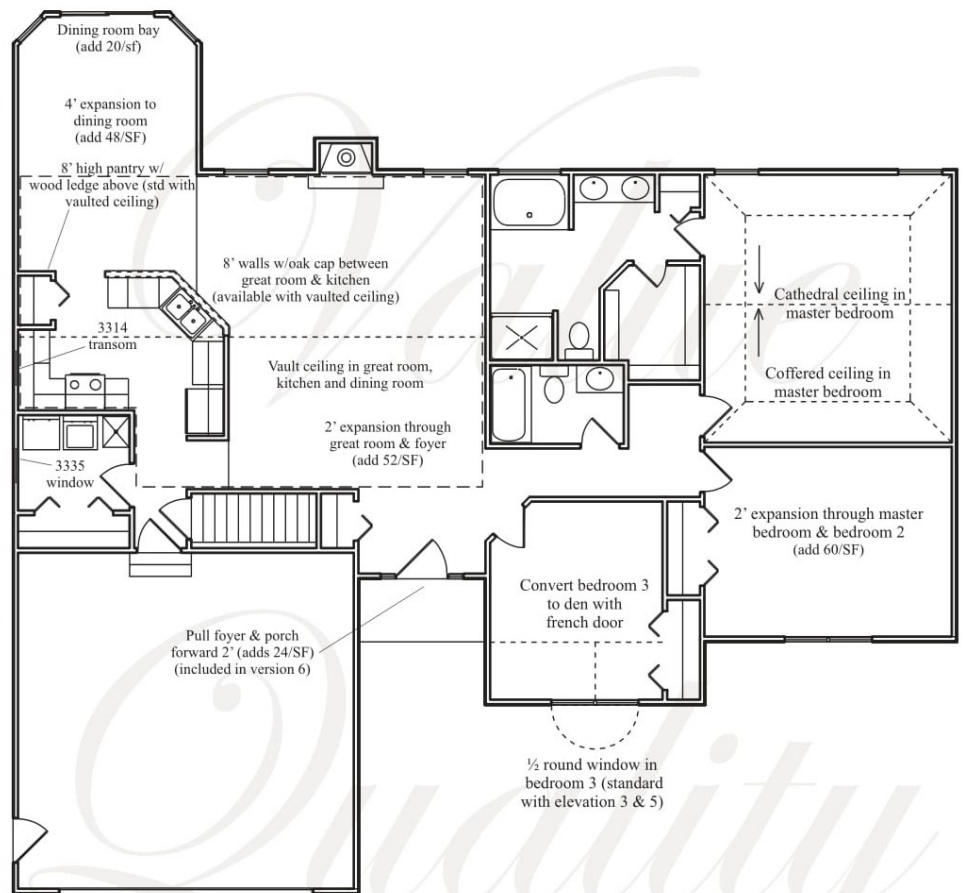 Dining room bay
(add 20/sf)
4’ expansion to
dining room
(add 48/SF)
8’ high pantry w/
wood ledge above (std with
vaulted ceiling)
8’ walls w/oak cap between
great room & kitchen
(available with vaulted ceiling)
3314
transom
Vault ceiling in great room,
kitchen and dining room
2’ expansion through
great room & foyer
(add 52/SF)
3335
window
Cathedral ceiling in
master bedroom
Coffered ceiling in
master bedroom
2’ expansion through master
bedroom & bedroom 2
(add 60/SF)
Convert bedroom 3
to den with
french door
Pull foyer & porch
forward 2’ (adds 24/SF)
(included in version 6)
½ round window in
bedroom 3 (standard
with elevation 3 & 5)
Value
Quality